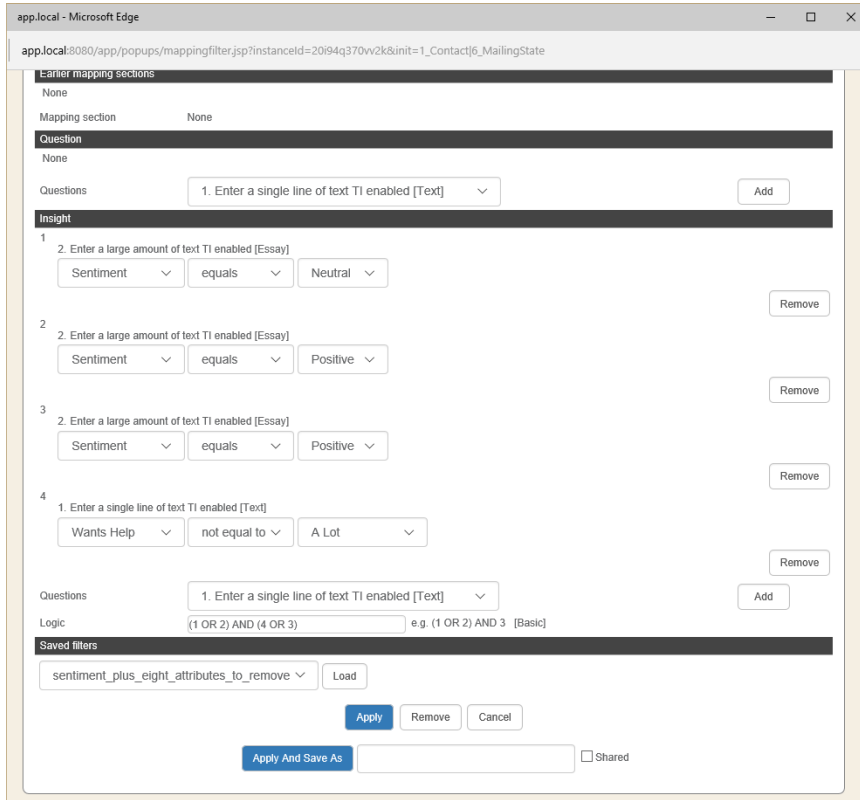 app.local - Microsoft Edge
app.local:8080/app/popups/mappingfilter.jsp?instanceId=20i94q370vv2k&init=1_Contact|6_MailingState
Earlier mapping sections
None
Mapping section None
Question
None
Questions 1. Enter a single line of text TI enabled [Text] Add
Insight
1
2. Enter a large amount of text TI enabled [Essay]
Sentiment equals Neutral
Remove
2
2. Enter a large amount of text TI enabled [Essay]
Sentiment equals Positive
Remove
3
2. Enter a large amount of text TI enabled [Essay]
Sentiment equals Positive
Remove
4
1. Enter a single line of text TI enabled [Text]
Wants Help not equal to A Lot
Remove
Questions 1. Enter a single line of text TI enabled [Text] Add
Logic (1 OR 2) AND (4 OR 3) e.g. (1 OR 2) AND 3 [Basic]
Saved filters
sentiment_plus_eight_attributes_to_remove Load
Apply Remove Cancel
Apply And Save As Shared